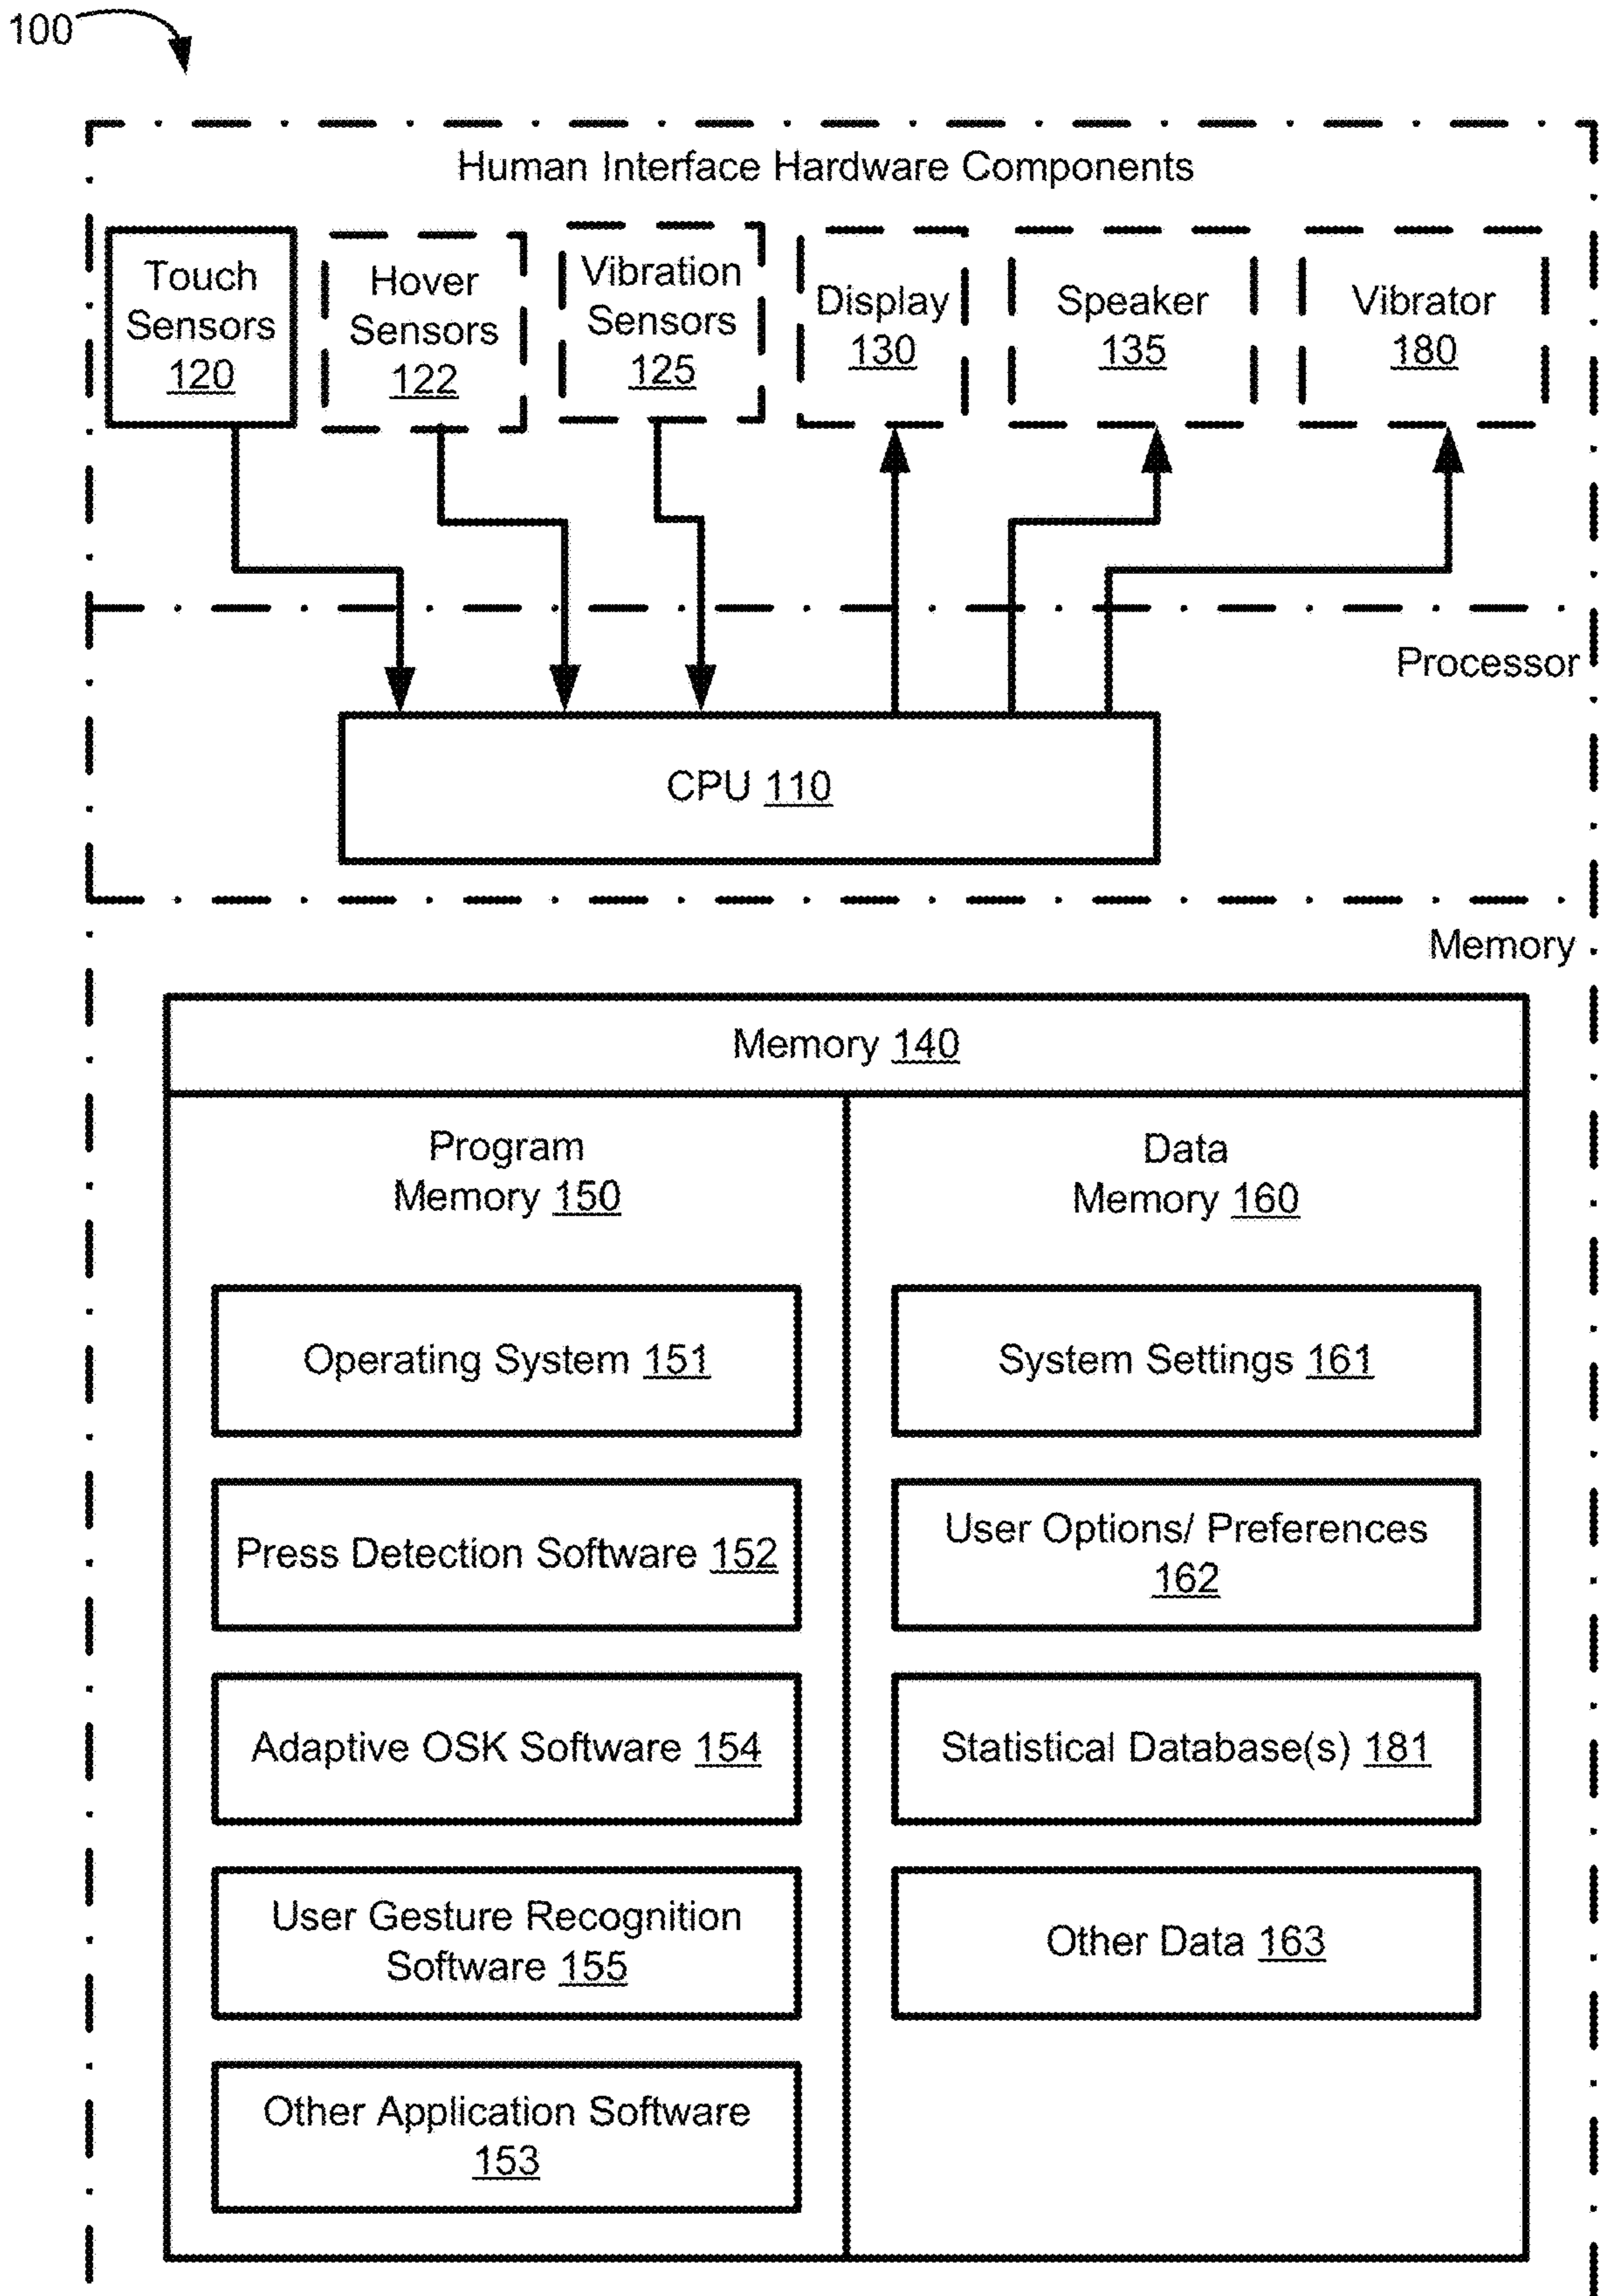 100
Human Interface Hardware Components
Touch
Sensors
120
Hover
Sensors
122
Vibration
Sensors
125
Display
130
Speaker
135
Vibrator
180
Processor
CPU 110
Memory
Memory 140
Program
Memory 150
Operating System 151
Press Detection Software 152
Adaptive OSK Software 154
User Gesture Recognition
Software 155
Other Application Software
153
Data
Memory 160
System Settings 161
User Options/ Preferences
162
Statistical Database(s) 181
Other Data 163